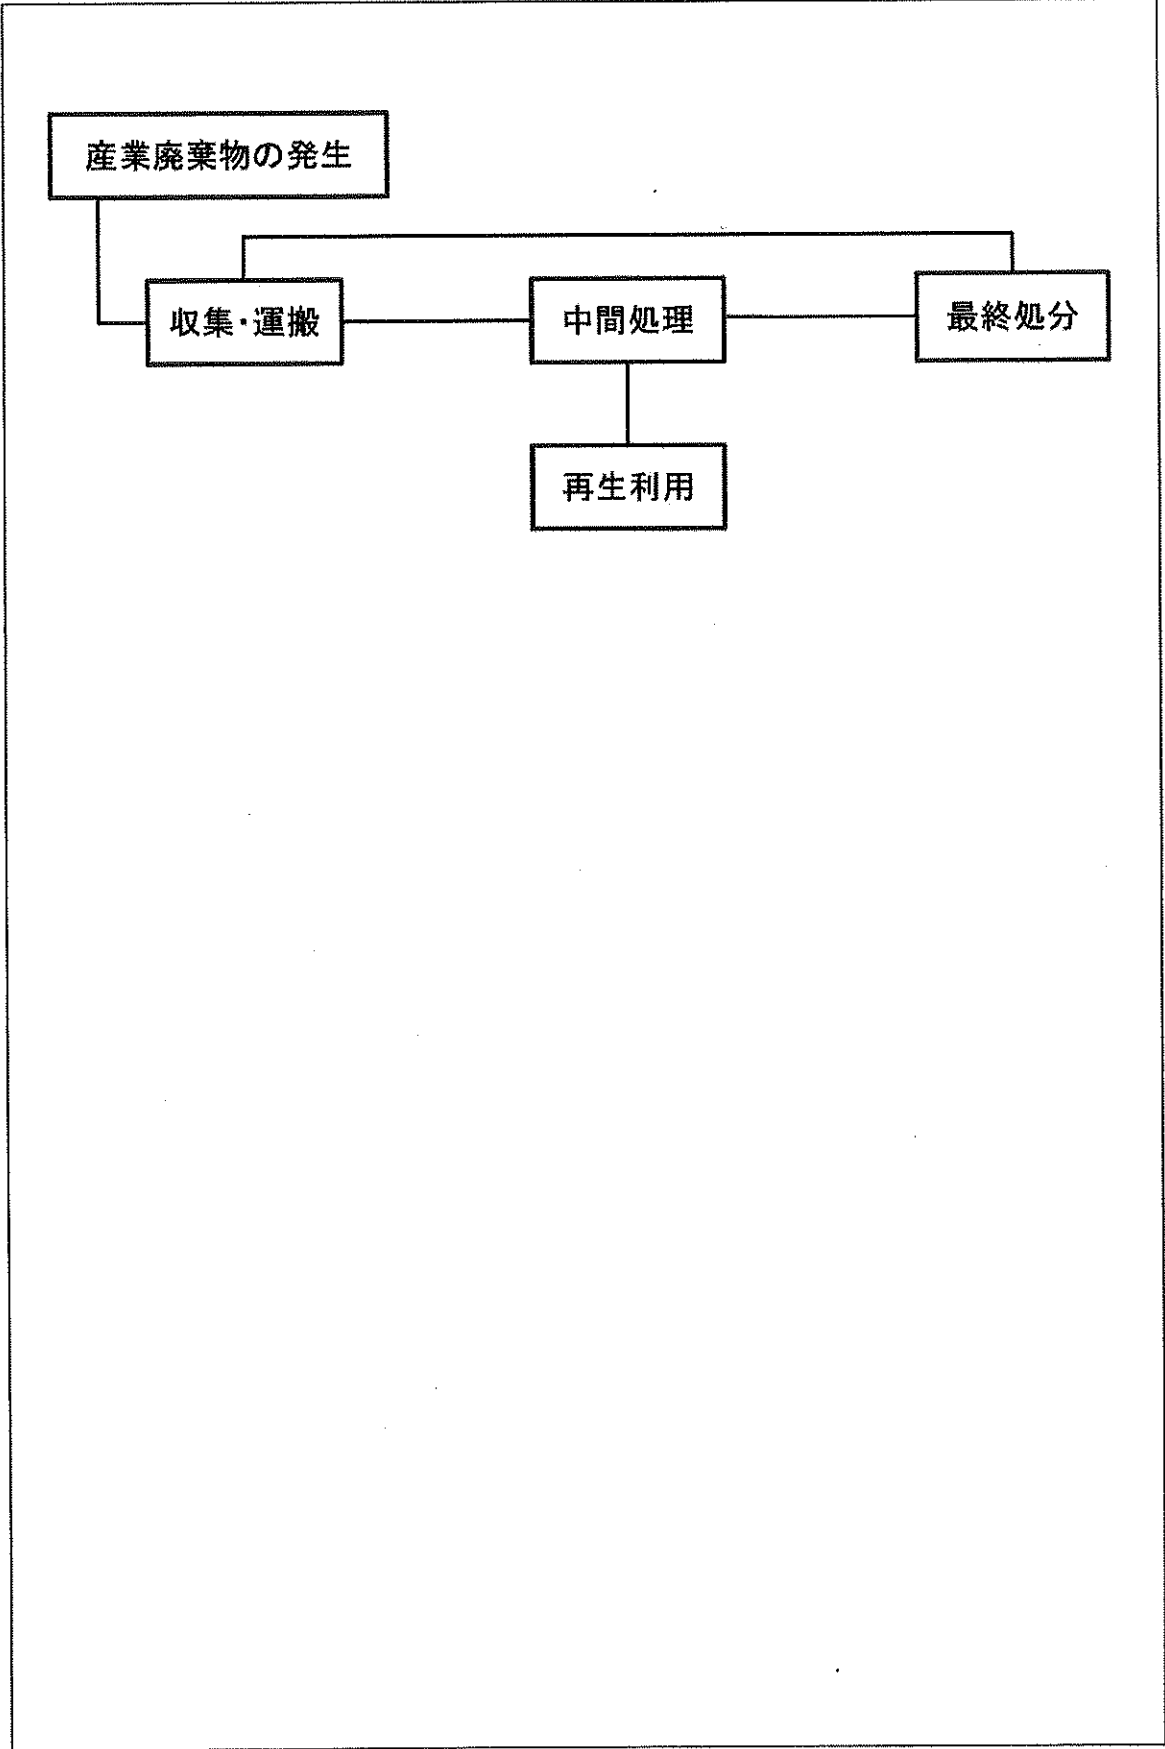 産業廃棄物の発生
収集・運搬
中間処理
最終処分
再生利用